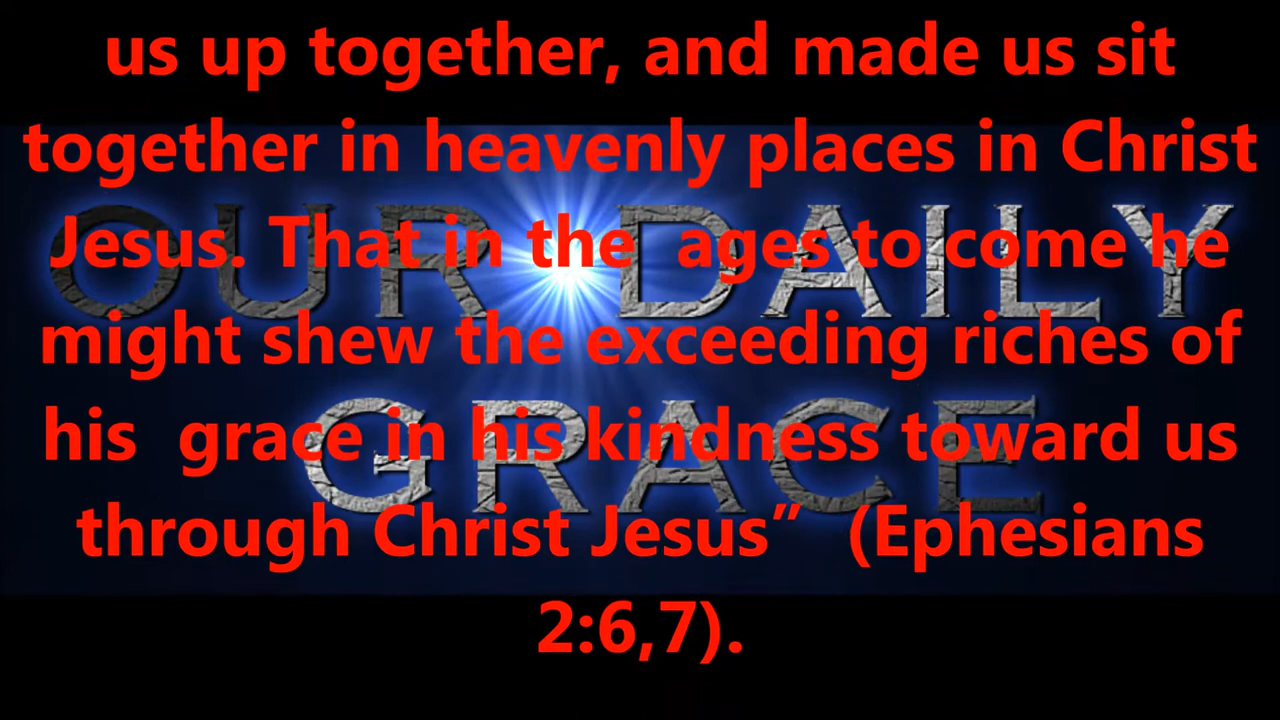 us up together, and made us sit
together in heavenly places in Christ
Jesus. That in the  ages to come he
might shew the exceeding riches of
his  grace in his kindness toward us
through Christ Jesus”  (Ephesians
2:6,7).
OUR DAILY
GRACE